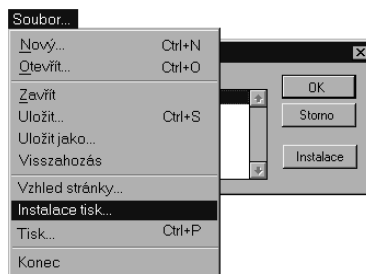 Soubor...
Nový... Ctrl+N
Otevřít... Ctrl+O
Zavřít
Uložit... Ctrl+S
Uložit jako...
Visszahozás
Vzhled stránky...
Instalace tisk...
Tisk... Ctrl+P
Konec
OK
Storno
Instalace